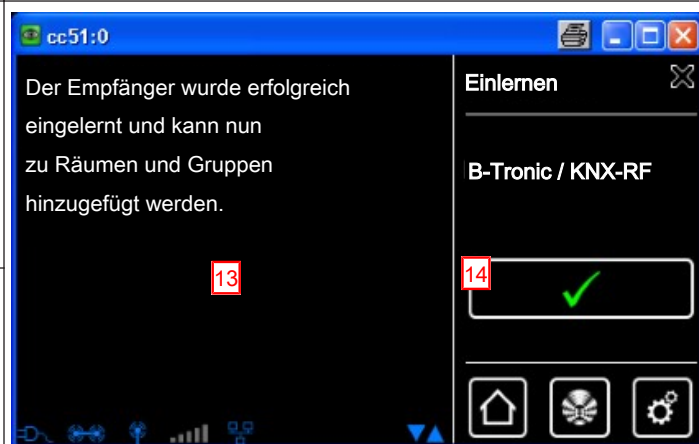 cc51:0
Der Empfänger wurde erfolgreich
eingelernt und kann nun
zu Räumen und Gruppen
hinzugefügt werden.
13
Einlernen
B-Tronic / KNX-RF
14